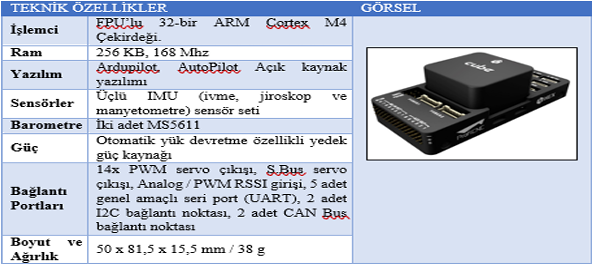 TEKNİK ÖZELLİKLER
GÖRSEL
İşlemci
FPU'lu 32-bir ARM Cortex M4
Çekirdeği.
Ram
256 KB, 168 Mhz
Yazılım
Ardupilot, AutoPilot Açık kaynak
yazılımı
Sensörler
Üçlü IMU (ivme, jiroskop ve
manyetometre) sensör seti
Barometre
İki adet MS5611
Güç
Otomatik yük devretme özellikli yedek
güç kaynağı
Bağlantı
Portları
14x PWM servo çıkışı, S.Bus servo
çıkışı, Analog / PWM RSSI girişi, 5 adet
genel amaçlı seri port (UART), 2 adet
I2C bağlantı noktası, 2 adet CAN Bus
bağlantı noktası
Boyut ve
Ağırlık
50 x 81,5 x 15,5 mm / 38 g
cube